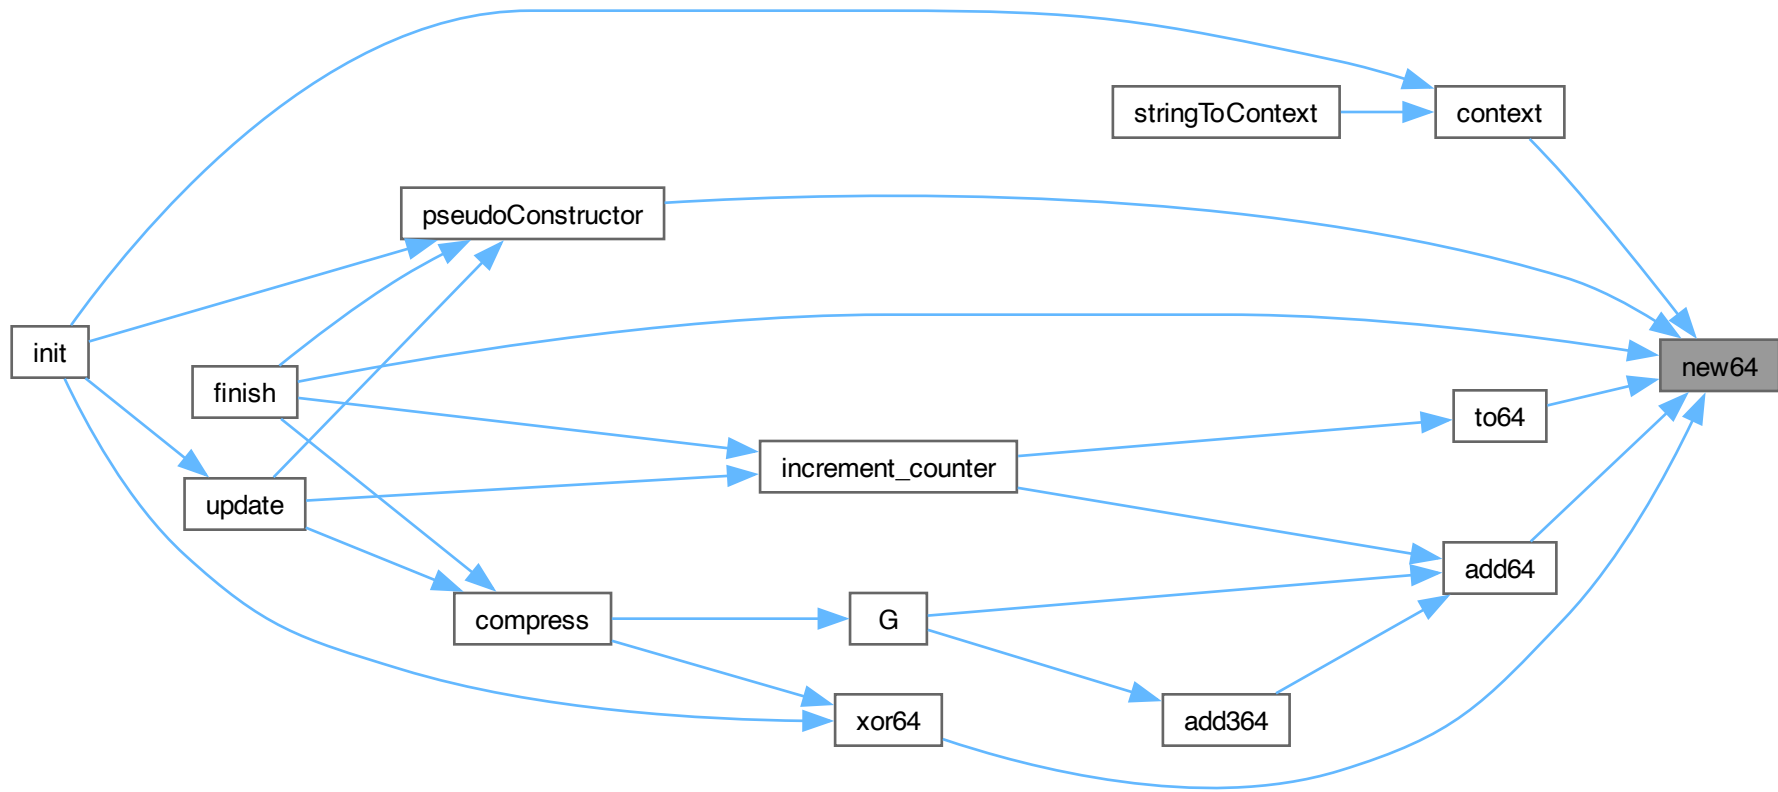 stringToContext
context
pseudoConstructor
init
new64
finish
to64
increment_counter
update
add64
compress
G
xor64
add364